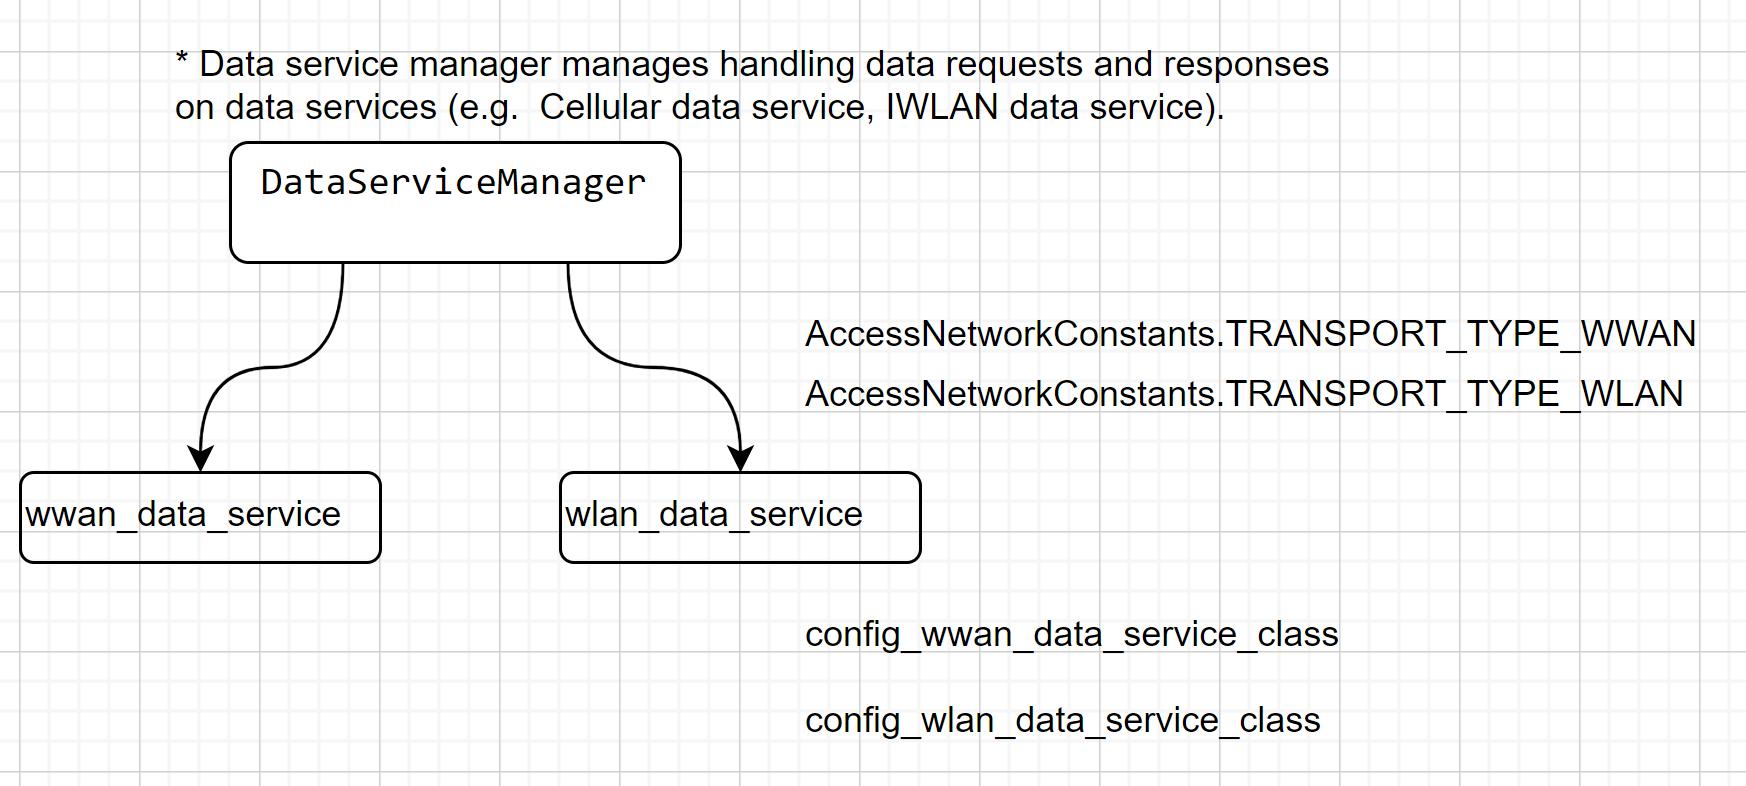 * Data service manager manages handling data requests and responses
on data services (e.g.  Cellular data service, IWLAN data service).
DataServiceManager
AccessNetworkConstants.TRANSPORT_TYPE_WWAN
AccessNetworkConstants.TRANSPORT_TYPE_WLAN
wwan_data_service
wlan_data_service
config_wwan_data_service_class
config_wlan_data_service_class